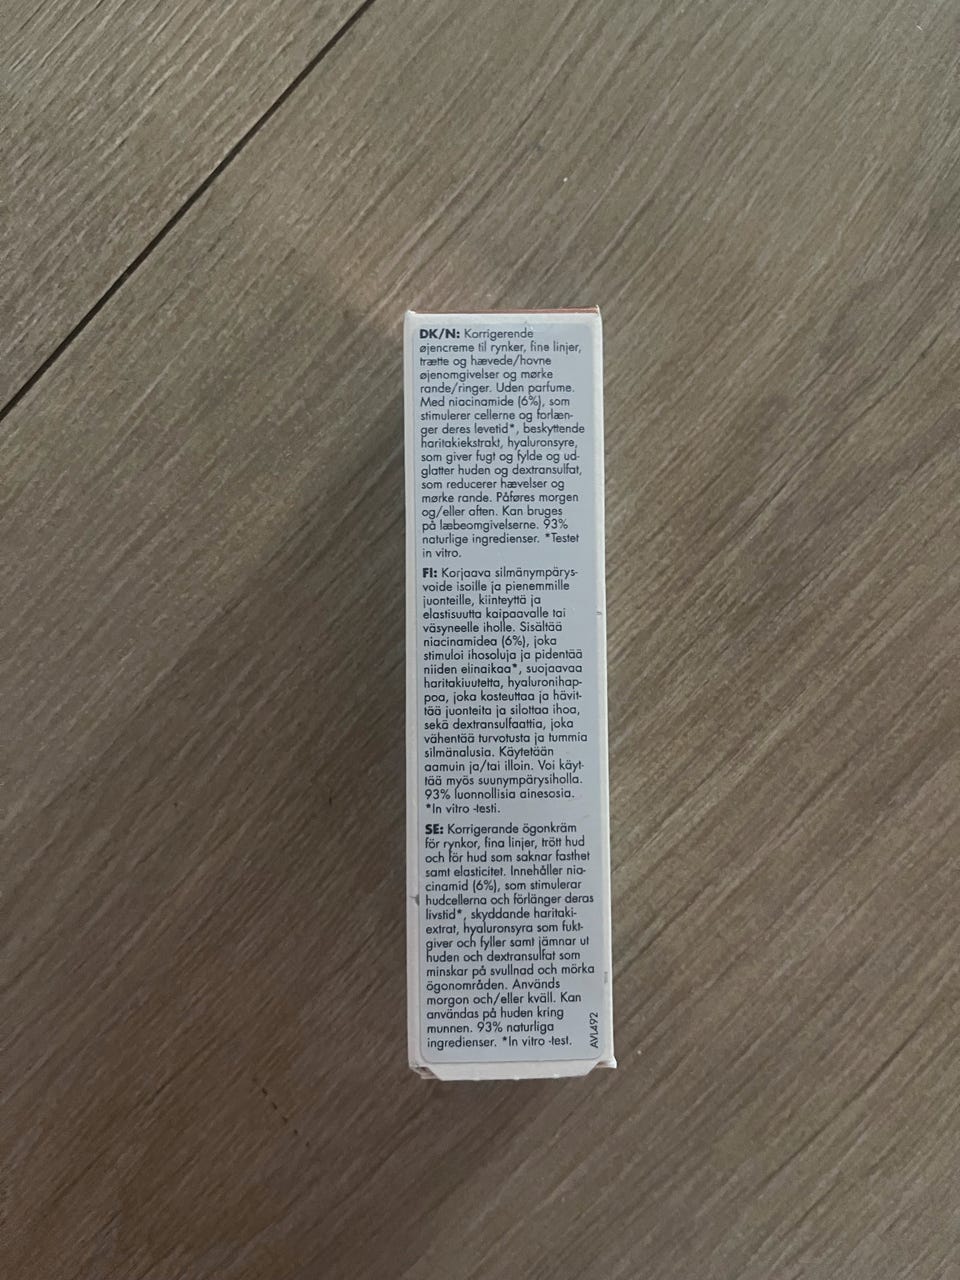 DK/N: Korrigerende
øjencreme til rynker, fine linjer,
trætte og hævede/hovne
øjenomgivelser og mørke
rande/ringer. Uden parfume.
Med niacinamide (6%), som
stimulerer cellerne og forlæn-
ger deres levetid*, beskyttende
haritakiekstrakt, hyaluronsyre,
som giver fugt og fylde og ud-
glatter huden og dextransulfat,
som reducerer hævelser og
mørke rande. Påføres morgen
og/eller aften. Kan bruges
på læbeomgivelserne. 93%
naturlige ingredienser. *Testet
in vitro.
FI: Korjaava silmänympärys-
voide isoille ja pienemmille
juonteille, kiinteyttä ja
elastisuutta kaipaavalle tai
väsyneelle iholle. Sisältää
niacinamidea (6%), joka
stimuloi ihosoluja ja pidentää
niiden elinaikaa*, suojaavaa
haritakiuutetta, hyaluronihap-
poa, joka kosteuttaa ja hävit-
tää juonteita ja silottaa ihoa,
sekä dextransulfaattia, joka
vähentää turvotusta ja tummia
silmänalusia. Käytetään
aamuin ja/tai illoin. Voi käyt-
tää myös suunympärysiholla.
93% luonnollisia ainesosia.
*In vitro -testi.
SE: Korrigerande ögonkräm
för rynkor, fina linjer, trött hud
och för hud som saknar fasthet
samt elasticitet. Innehåller nia-
cinamid (6%), som stimulerar
hudcellerna och förlänger deras
livstid*, skyddande haritaki-
extrat, hyaluronsyra som fukt-
giver och fyller samt jämnar ut
huden och dextransulfat som
minskar på svullnad och mörka
ögonområden. Används
morgon och/eller kväll. Kan
användas på huden kring
munnen. 93% naturliga
ingredienser. *In vitro -test.
AVL492